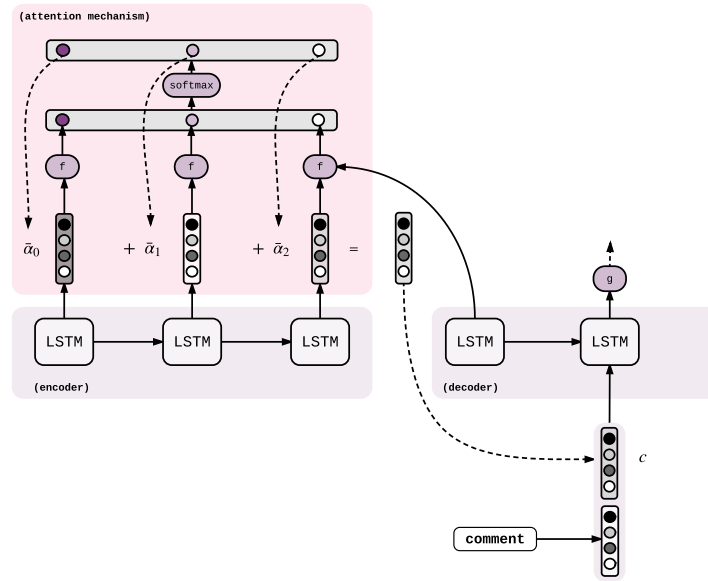 (attention mechanism)
softmax
f f f
ᾱ₀ + ᾱ₁ + ᾱ₂ =
g
LSTM LSTM LSTM LSTM LSTM
(encoder) (decoder)
c
comment